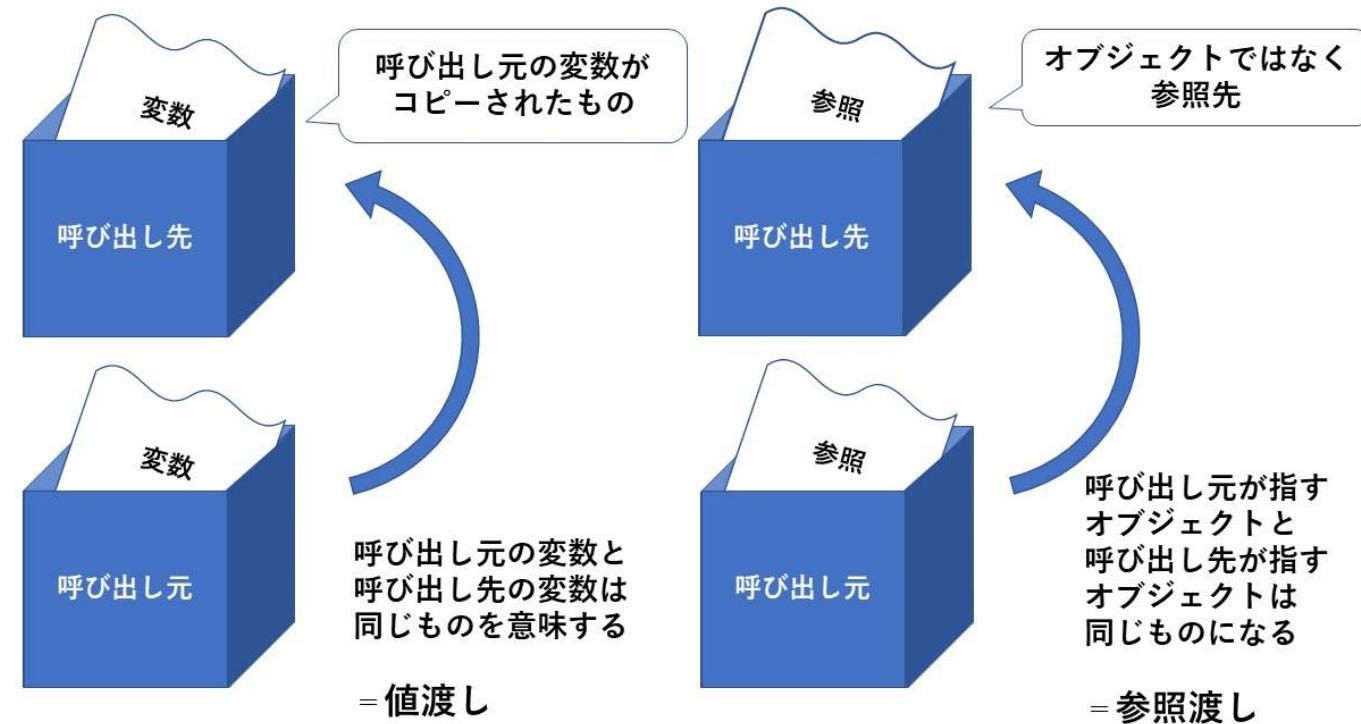 変数
呼び出し元の変数が
コピーされたもの
呼び出し先
変数
呼び出し元
呼び出し元の変数と
呼び出し先の変数は
同じものを意味する
＝値渡し
参照
オブジェクトではなく
参照先
呼び出し先
参照
呼び出し元
呼び出し元が指す
オブジェクトと
呼び出し先が指す
オブジェクトは
同じものになる
＝参照渡し